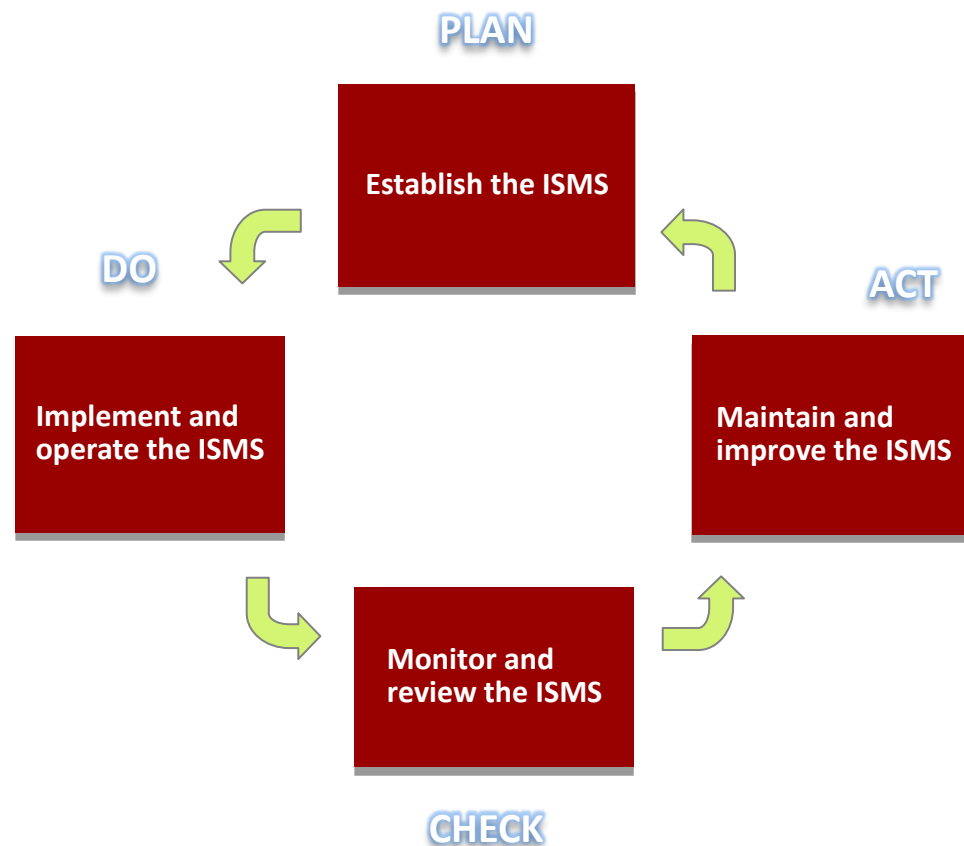 PLAN
Establish the ISMS
DO
Implement and
operate the ISMS
ACT
Maintain and
improve the ISMS
Monitor and
review the ISMS
CHECK